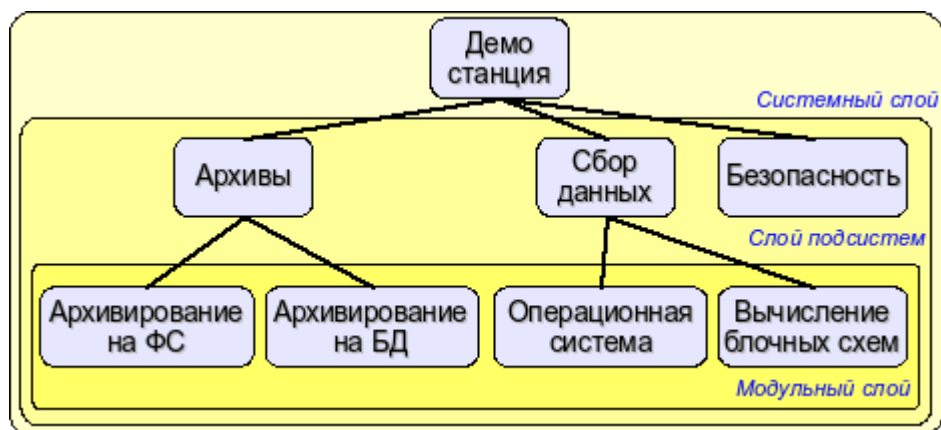 Демо
станция
Системный слой
Архивы
Сбор
данных
Безопасность
Слой подсистем
Архивирование
на ФС
Архивирование
на БД
Операционная
система
Вычисление
блочных схем
Модульный слой